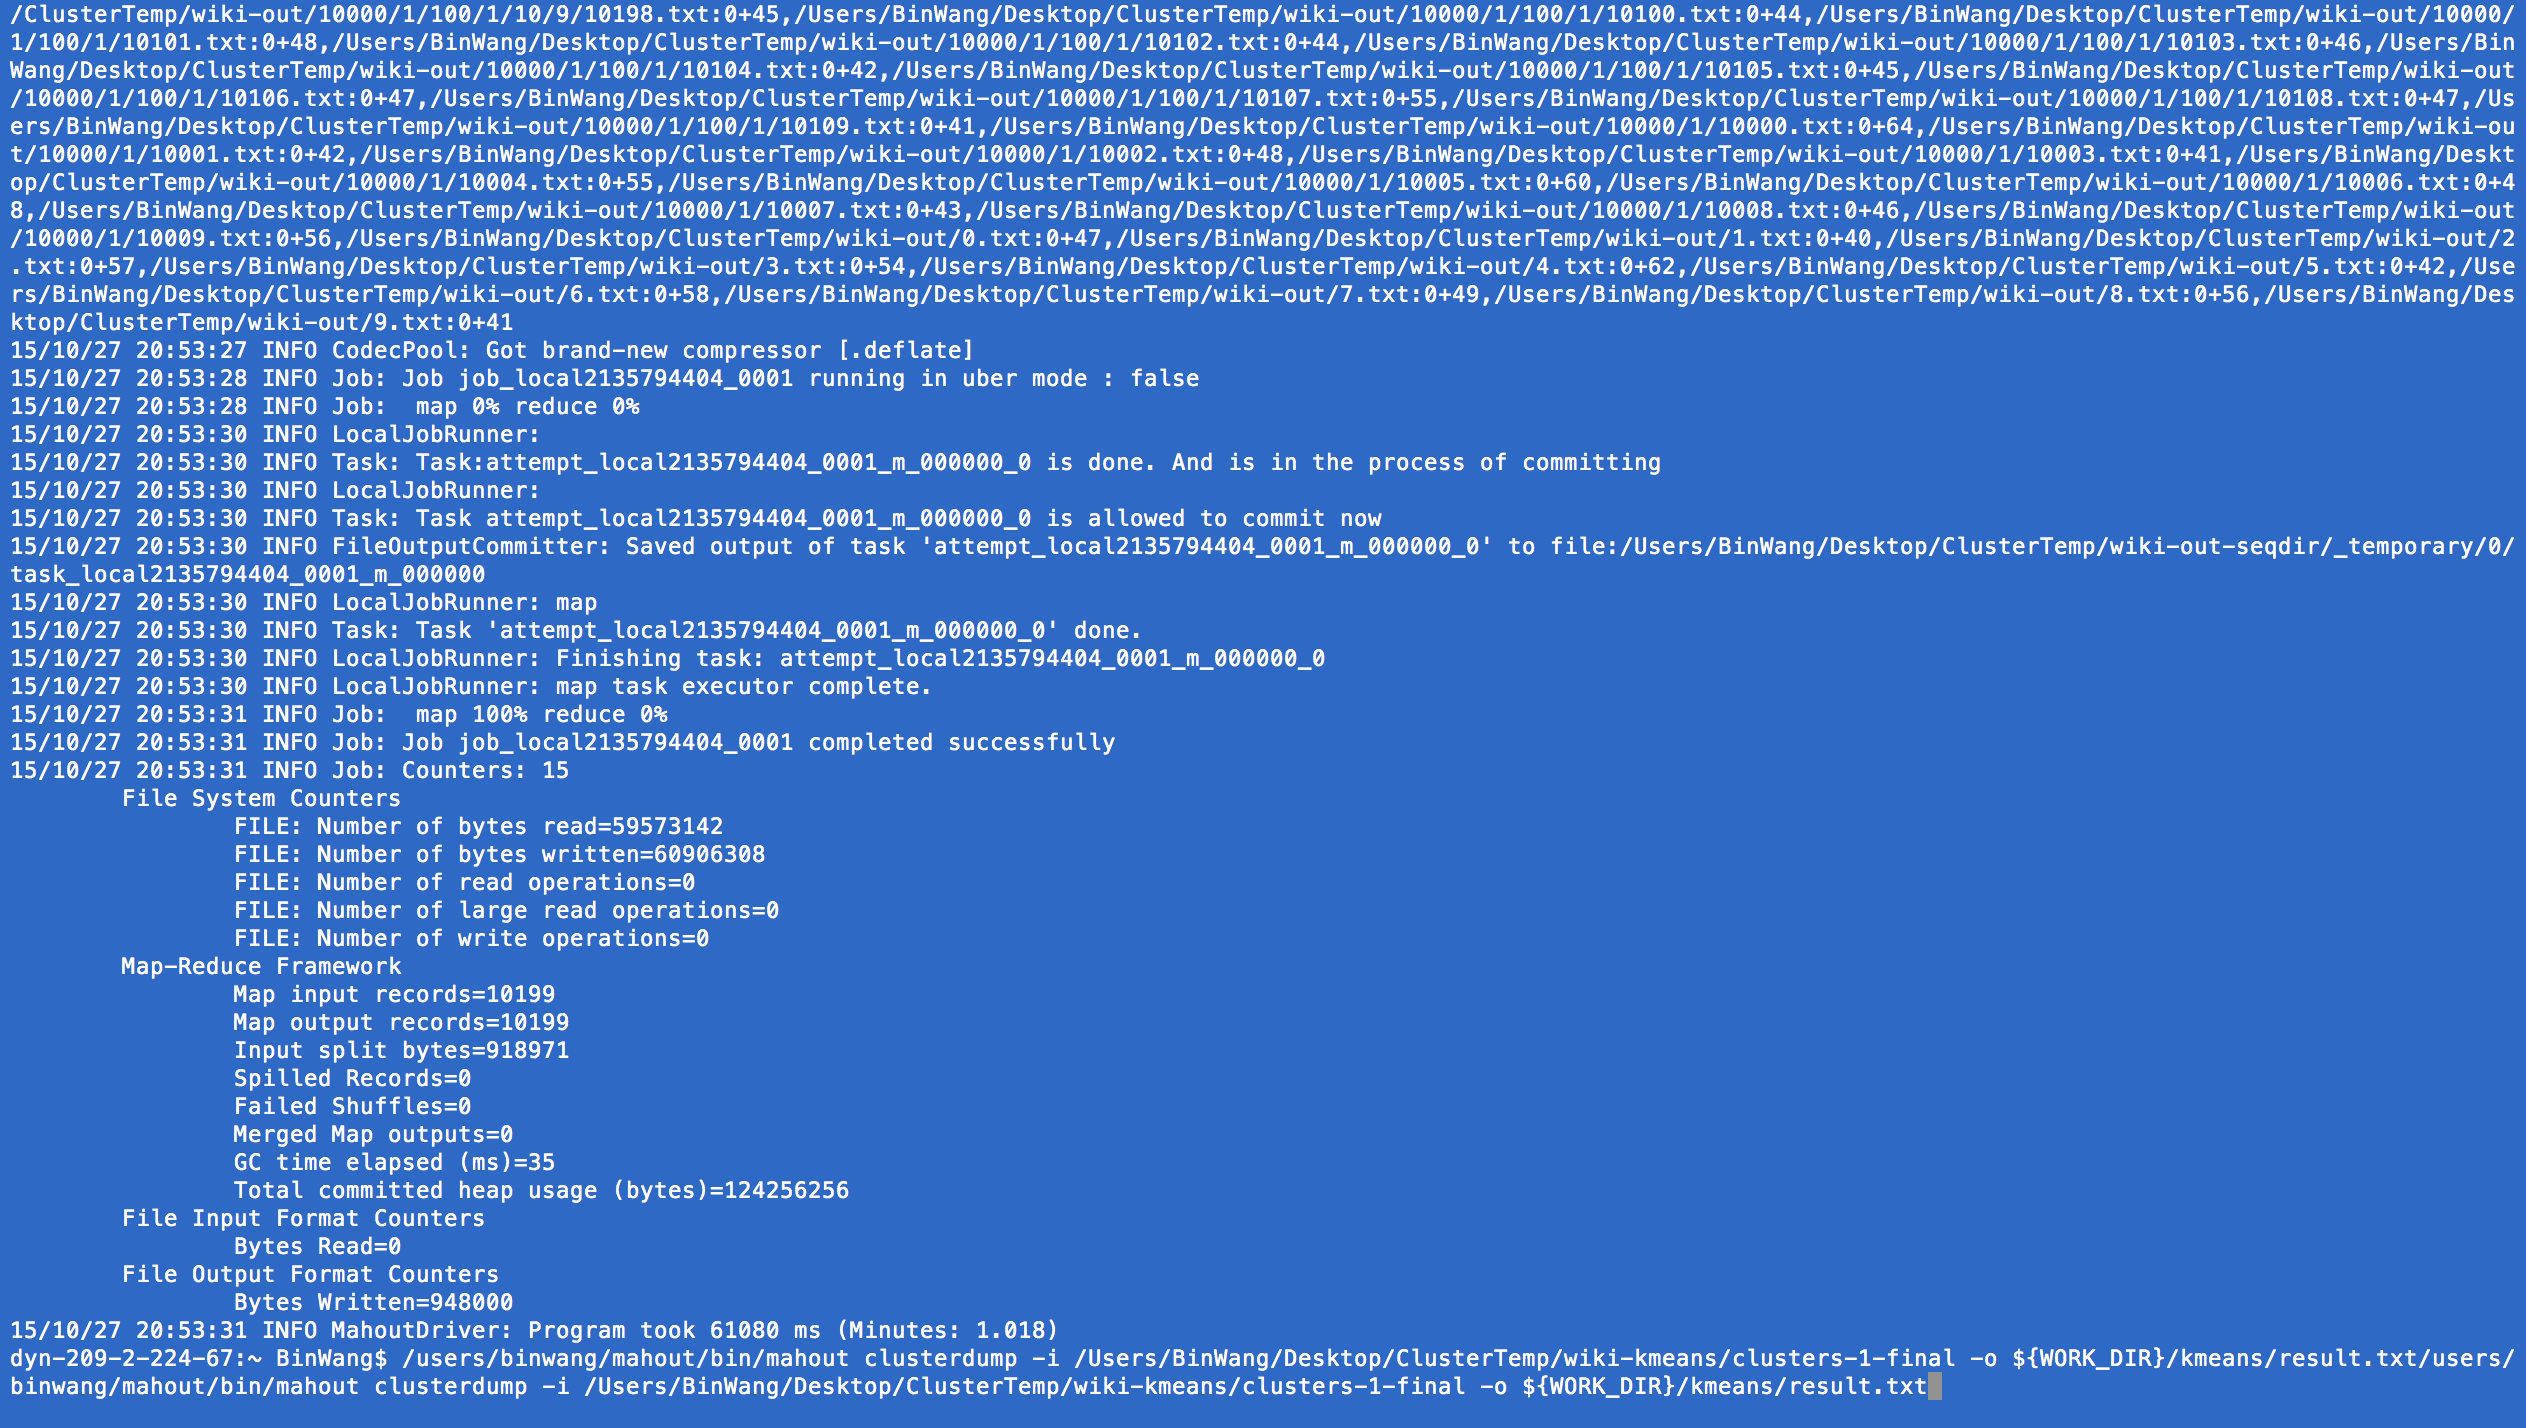 /ClusterTemp/wiki-out/10000/1/100/1/10/9/10198.txt:0+45,/Users/BinWang/Desktop/ClusterTemp/wiki-out/10000/1/100/1/10100.txt:0+44,/Users/BinWang/Desktop/ClusterTemp/wiki-out/10000/
1/100/1/10101.txt:0+48,/Users/BinWang/Desktop/ClusterTemp/wiki-out/10000/1/100/1/10102.txt:0+44,/Users/BinWang/Desktop/ClusterTemp/wiki-out/10000/1/100/1/10103.txt:0+46,/Users/Bin
Wang/Desktop/ClusterTemp/wiki-out/10000/1/100/1/10104.txt:0+42,/Users/BinWang/Desktop/ClusterTemp/wiki-out/10000/1/100/1/10105.txt:0+45,/Users/BinWang/Desktop/ClusterTemp/wiki-out
/10000/1/100/1/10106.txt:0+47,/Users/BinWang/Desktop/ClusterTemp/wiki-out/10000/1/100/1/10107.txt:0+55,/Users/BinWang/Desktop/ClusterTemp/wiki-out/10000/1/100/1/10108.txt:0+47,/Us
ers/BinWang/Desktop/ClusterTemp/wiki-out/10000/1/100/1/10109.txt:0+41,/Users/BinWang/Desktop/ClusterTemp/wiki-out/10000/1/10000.txt:0+64,/Users/BinWang/Desktop/ClusterTemp/wiki-ou
t/10000/1/10001.txt:0+42,/Users/BinWang/Desktop/ClusterTemp/wiki-out/10000/1/10002.txt:0+48,/Users/BinWang/Desktop/ClusterTemp/wiki-out/10000/1/10003.txt:0+41,/Users/BinWang/Deskt
op/ClusterTemp/wiki-out/10000/1/10004.txt:0+55,/Users/BinWang/Desktop/ClusterTemp/wiki-out/10000/1/10005.txt:0+60,/Users/BinWang/Desktop/ClusterTemp/wiki-out/10000/1/10006.txt:0+4
8,/Users/BinWang/Desktop/ClusterTemp/wiki-out/10000/1/10007.txt:0+43,/Users/BinWang/Desktop/ClusterTemp/wiki-out/10000/1/10008.txt:0+46,/Users/BinWang/Desktop/ClusterTemp/wiki-out
/10000/1/10009.txt:0+56,/Users/BinWang/Desktop/ClusterTemp/wiki-out/0.txt:0+47,/Users/BinWang/Desktop/ClusterTemp/wiki-out/1.txt:0+40,/Users/BinWang/Desktop/ClusterTemp/wiki-out/2
.txt:0+57,/Users/BinWang/Desktop/ClusterTemp/wiki-out/3.txt:0+54,/Users/BinWang/Desktop/ClusterTemp/wiki-out/4.txt:0+62,/Users/BinWang/Desktop/ClusterTemp/wiki-out/5.txt:0+42,/Use
rs/BinWang/Desktop/ClusterTemp/wiki-out/6.txt:0+58,/Users/BinWang/Desktop/ClusterTemp/wiki-out/7.txt:0+49,/Users/BinWang/Desktop/ClusterTemp/wiki-out/8.txt:0+56,/Users/BinWang/Des
ktop/ClusterTemp/wiki-out/9.txt:0+41
15/10/27 20:53:27 INFO CodecPool: Got brand-new compressor [.deflate]
15/10/27 20:53:28 INFO Job: Job job_local2135794404_0001 running in uber mode : false
15/10/27 20:53:28 INFO Job:  map 0% reduce 0%
15/10/27 20:53:30 INFO LocalJobRunner:
15/10/27 20:53:30 INFO Task: Task:attempt_local2135794404_0001_m_000000_0 is done. And is in the process of committing
15/10/27 20:53:30 INFO LocalJobRunner:
15/10/27 20:53:30 INFO Task: Task attempt_local2135794404_0001_m_000000_0 is allowed to commit now
15/10/27 20:53:30 INFO FileOutputCommitter: Saved output of task 'attempt_local2135794404_0001_m_000000_0' to file:/Users/BinWang/Desktop/ClusterTemp/wiki-out-seqdir/_temporary/0/
task_local2135794404_0001_m_000000
15/10/27 20:53:30 INFO LocalJobRunner: map
15/10/27 20:53:30 INFO Task: Task 'attempt_local2135794404_0001_m_000000_0' done.
15/10/27 20:53:30 INFO LocalJobRunner: Finishing task: attempt_local2135794404_0001_m_000000_0
15/10/27 20:53:30 INFO LocalJobRunner: map task executor complete.
15/10/27 20:53:31 INFO Job:  map 100% reduce 0%
15/10/27 20:53:31 INFO Job: Job job_local2135794404_0001 completed successfully
15/10/27 20:53:31 INFO Job: Counters: 15
File System Counters
FILE: Number of bytes read=59573142
FILE: Number of bytes written=60906308
FILE: Number of read operations=0
FILE: Number of large read operations=0
FILE: Number of write operations=0
Map-Reduce Framework
Map input records=10199
Map output records=10199
Input split bytes=918971
Spilled Records=0
Failed Shuffles=0
Merged Map outputs=0
GC time elapsed (ms)=35
Total committed heap usage (bytes)=124256256
File Input Format Counters
Bytes Read=0
File Output Format Counters
Bytes Written=948000
15/10/27 20:53:31 INFO MahoutDriver: Program took 61080 ms (Minutes: 1.018)
dyn-209-2-224-67:~ BinWang$ /users/binwang/mahout/bin/mahout clusterdump -i /Users/BinWang/Desktop/ClusterTemp/wiki-kmeans/clusters-1-final -o ${WORK_DIR}/kmeans/result.txt/users/
binwang/mahout/bin/mahout clusterdump -i /Users/BinWang/Desktop/ClusterTemp/wiki-kmeans/clusters-1-final -o ${WORK_DIR}/kmeans/result.txt